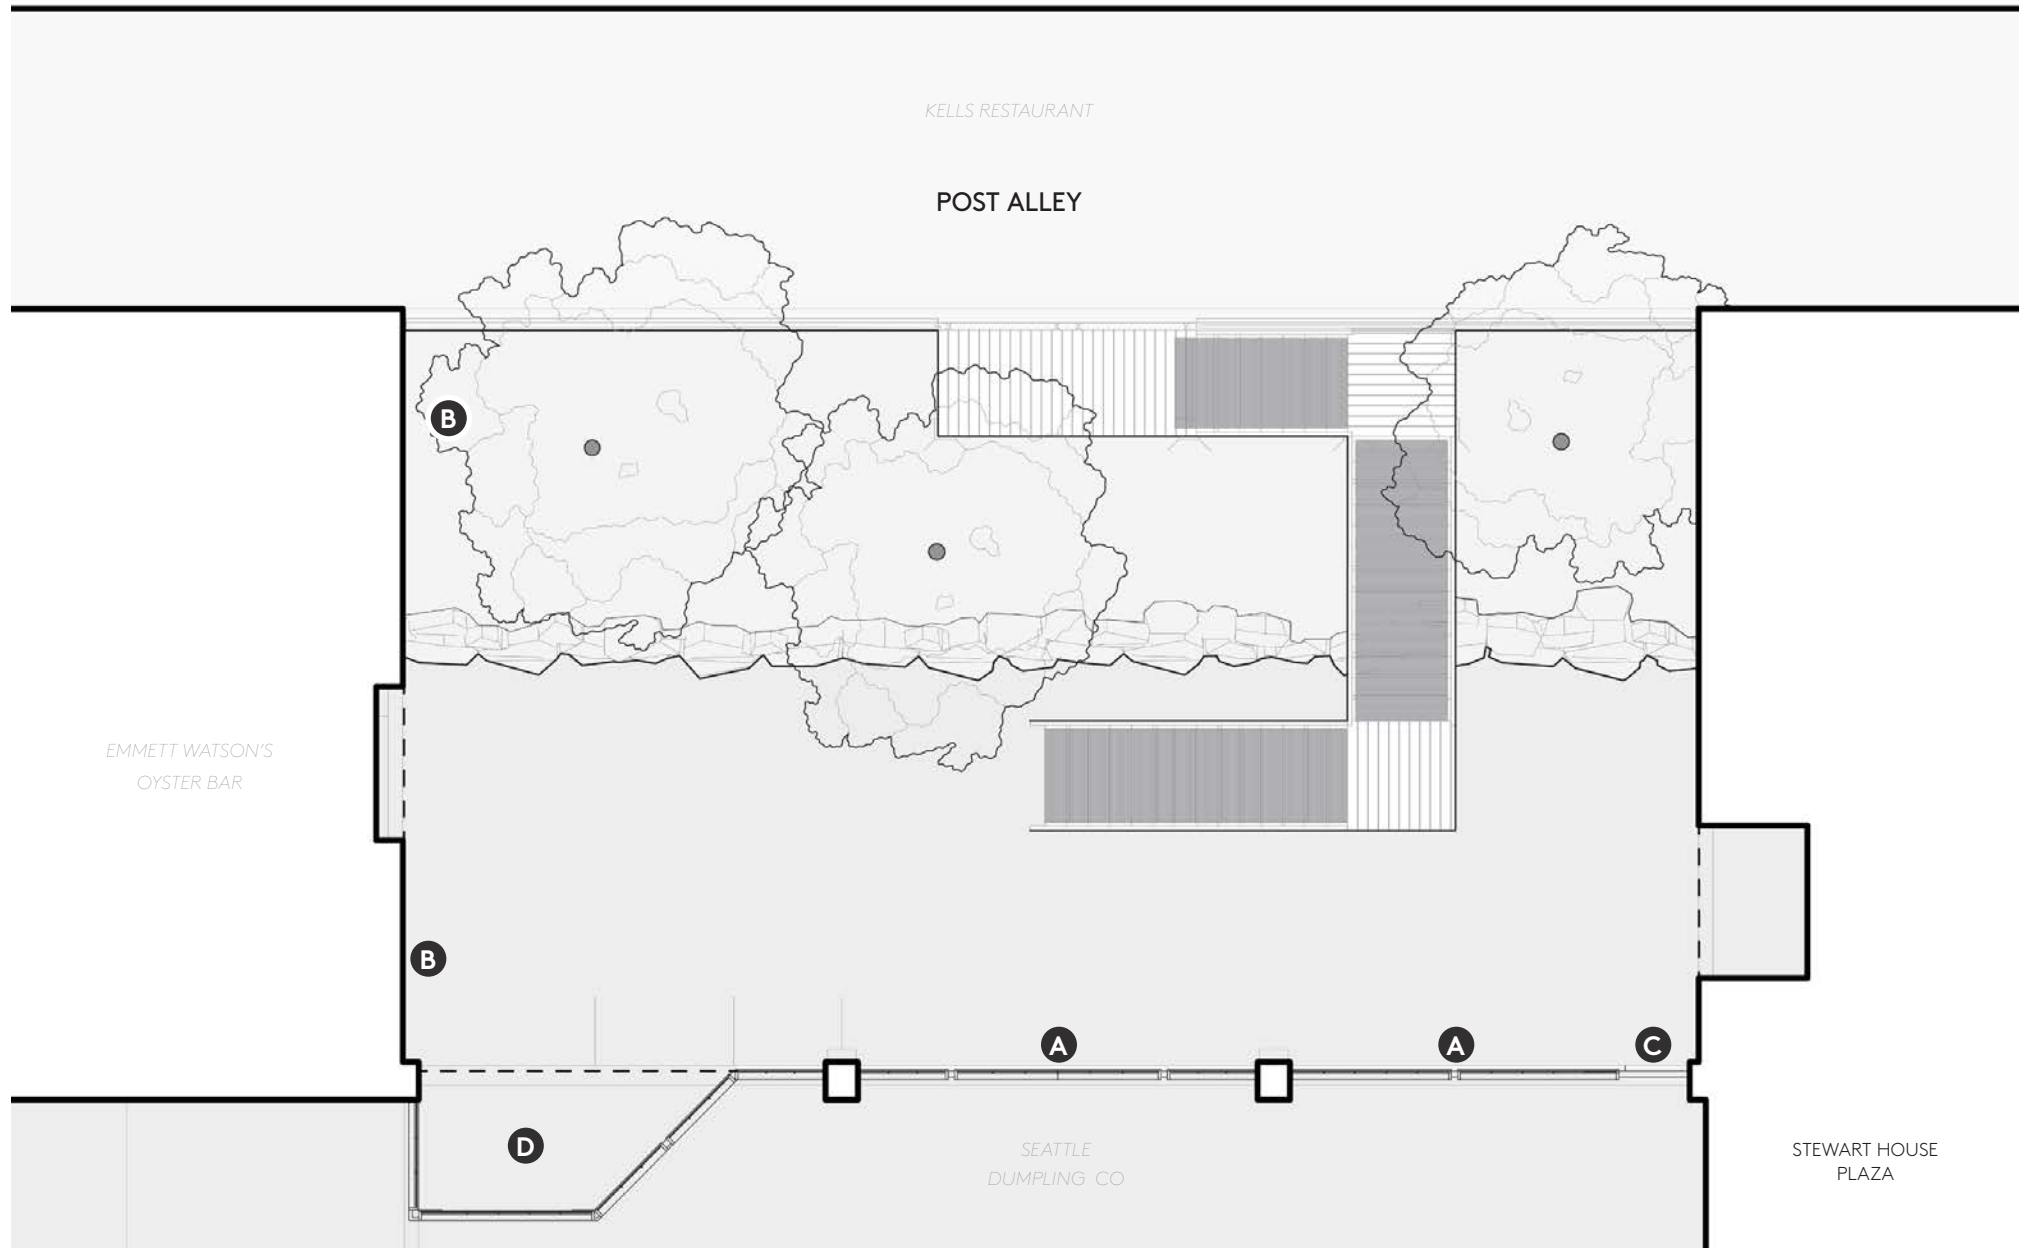 KELLS RESTAURANT
POST ALLEY
B
EMMETT WATSON'S
OYSTER BAR
B
A
A
C
D
SEATTLE
DUMPLING CO
STEWART HOUSE
PLAZA